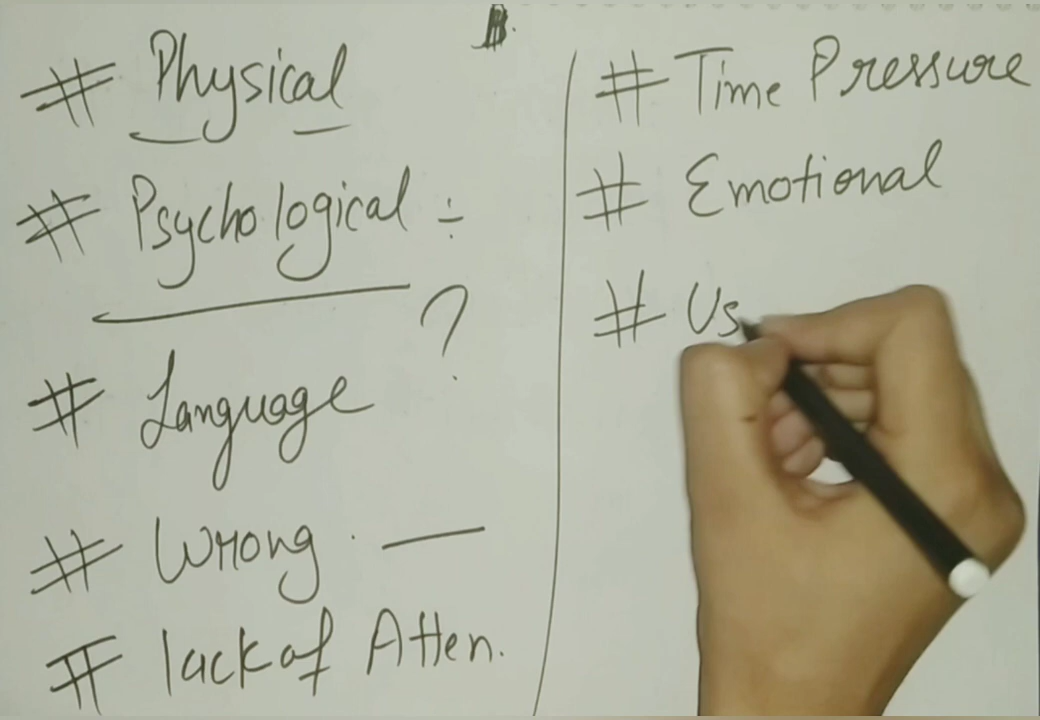 B.
# Physical
# Psychological ÷
?
# Language
# Wrong. —
# lack of Atten.
# Time Pressure
# Emotional
# Us